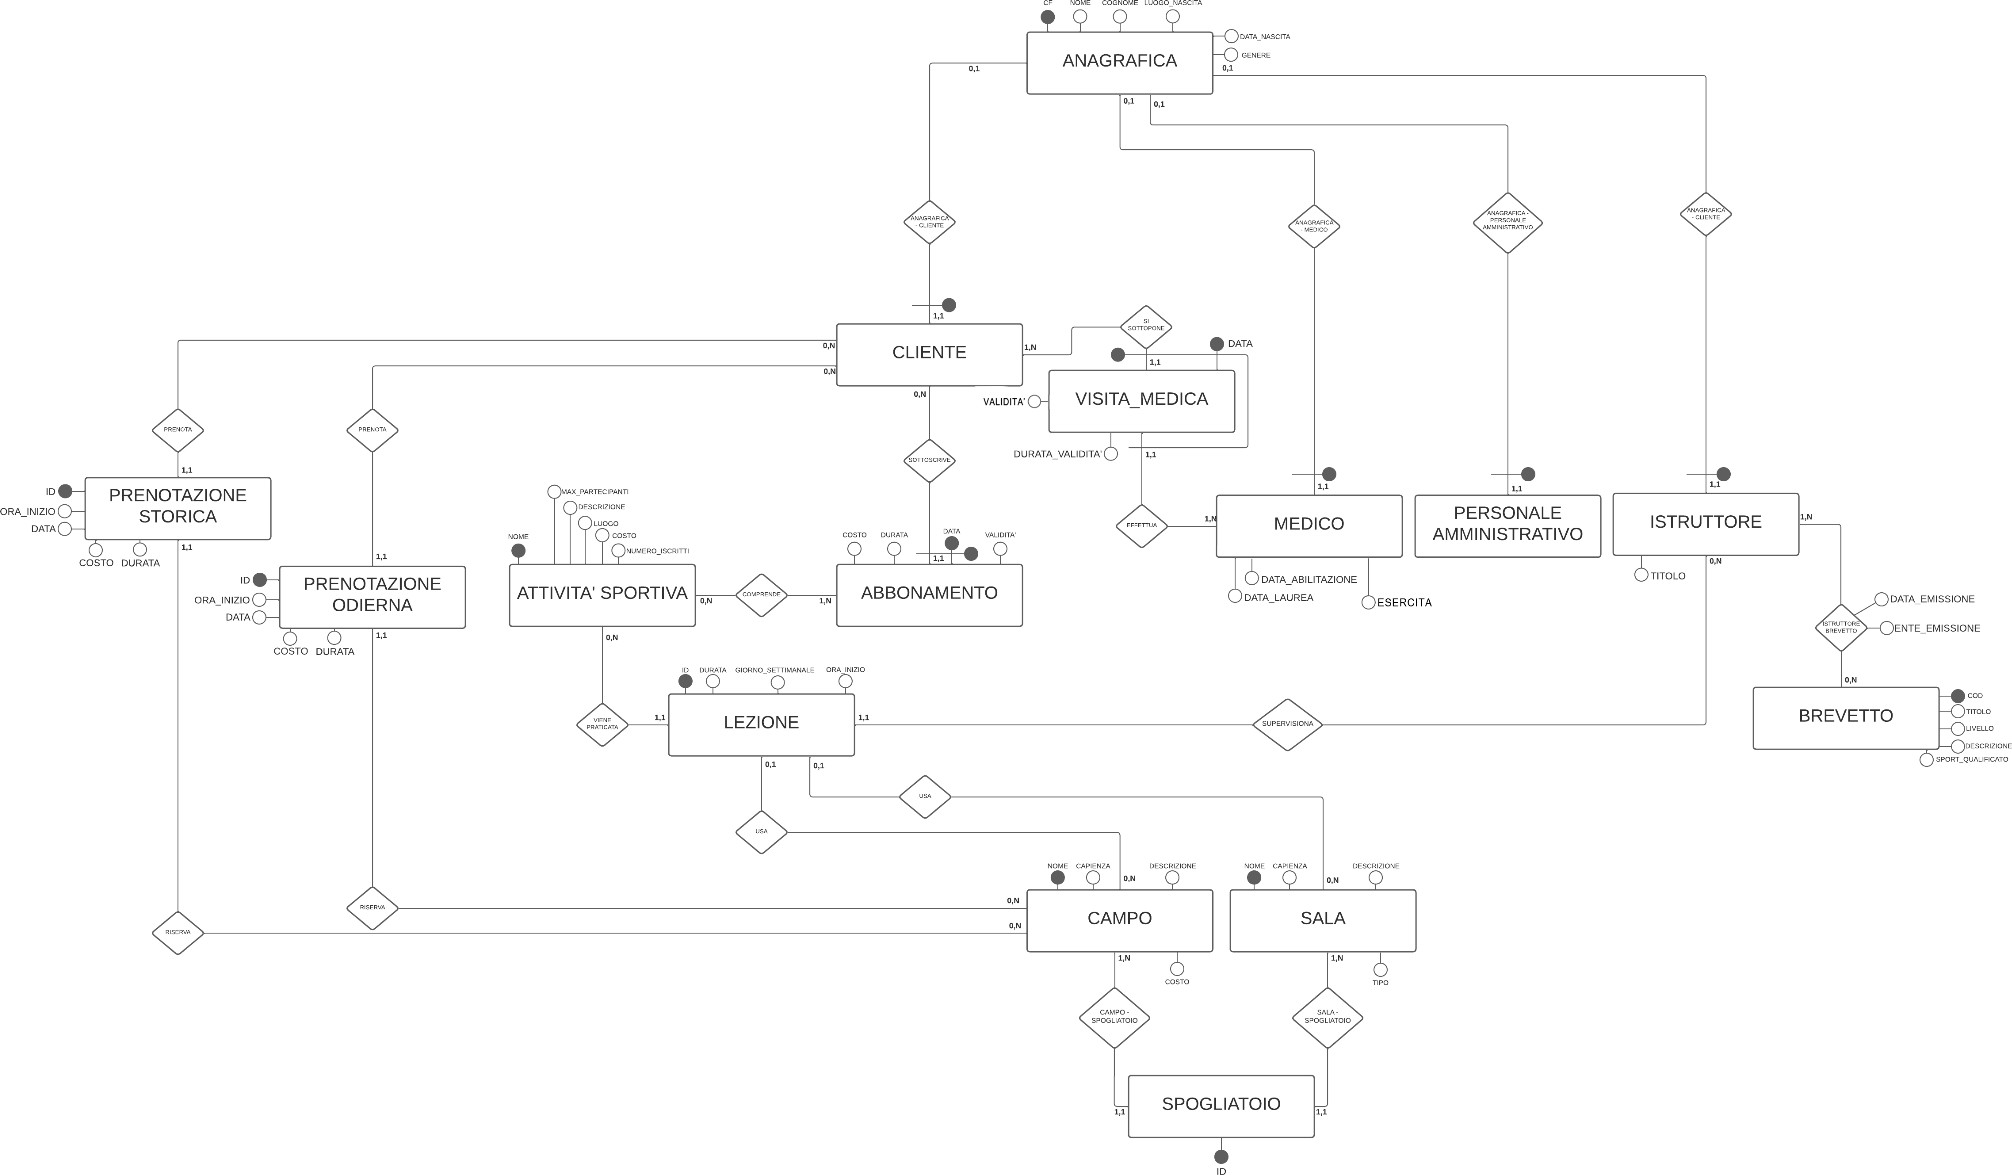 CF
NOME
COGNOME
LUOGO_NASCITA
DATA_NASCITA
GENERE
ANAGRAFICA
0,1
0,1
0,1
0,1
ANAGRAFICA
- CLIENTE
ANAGRAFICA
- MEDICO
ANAGRAFICA -
PERSONALE
AMMINISTRATIVO
ANAGRAFICA
- CLIENTE
1,1
CLIENTE
0,N
0,N
1,N
0,N
SI
SOTTOPONE
1,1
DATA
VISITA_MEDICA
VALIDITA'
DURATA_VALIDITA'
1,1
PRENOTA
PRENOTA
SOTTOSCRIVE
1,1
PRENOTAZIONE
STORICA
ID
ORA_INIZIO
DATA
COSTO
DURATA
1,1
1,1
PRENOTAZIONE
ODIERNA
ID
ORA_INIZIO
DATA
COSTO
DURATA
1,1
MAX_PARTECIPANTI
DESCRIZIONE
LUOGO
COSTO
NUMERO_ISCRITTI
NOME
ATTIVITA' SPORTIVA
0,N
0,N
COMPRENDE
1,N
COSTO
DURATA
DATA
VALIDITA'
1,1
ABBONAMENTO
EFFETTUA
1,N
1,1
MEDICO
DATA_ABILITAZIONE
DATA_LAUREA
ESERCITA
1,1
PERSONALE
AMMINISTRATIVO
1,1
ISTRUTTORE
1,N
TITOLO
0,N
ISTRUTTORE
BREVETTO
DATA_EMISSIONE
ENTE_EMISSIONE
0,N
BREVETTO
COD
TITOLO
LIVELLO
DESCRIZIONE
SPORT_QUALIFICATO
VIENE
PRATICATA
1,1
ID
DURATA
GIORNO_SETTIMANALE
ORA_INIZIO
LEZIONE
1,1
SUPERVISIONA
0,1
0,1
USA
USA
NOME
CAPIENZA
DESCRIZIONE
0,N
CAMPO
0,N
0,N
COSTO
1,N
NOME
CAPIENZA
DESCRIZIONE
0,N
SALA
1,N
TIPO
RISERVA
RISERVA
CAMPO -
SPOGLIATOIO
SALA -
SPOGLIATOIO
1,1
SPOGLIATOIO
1,1
ID